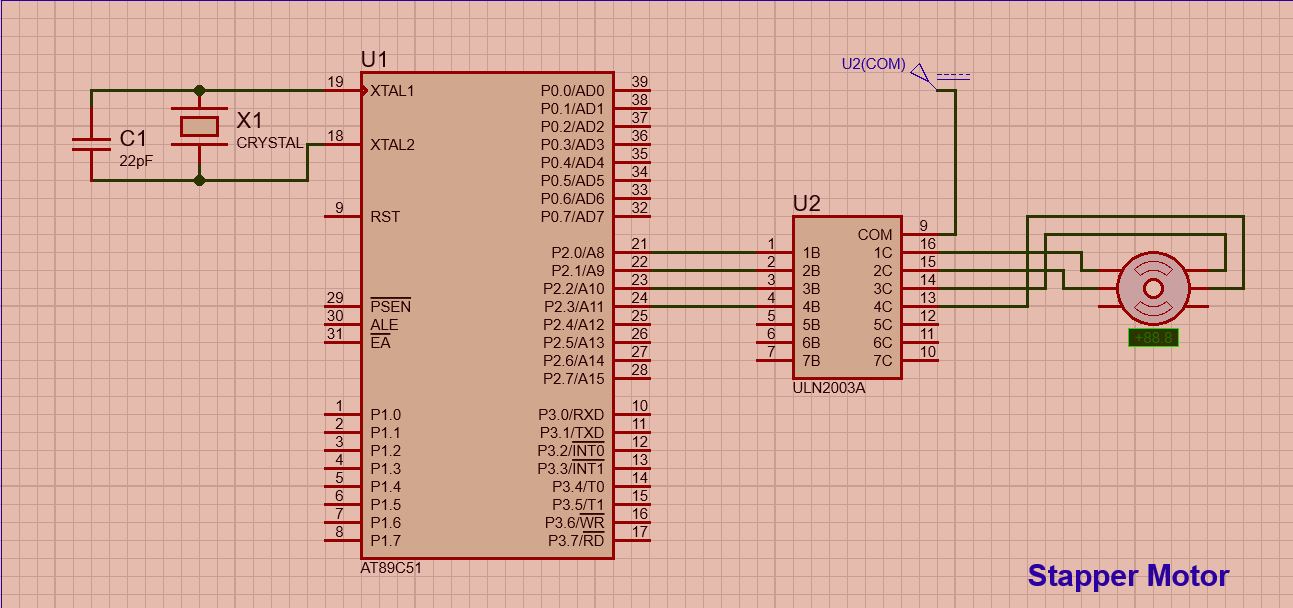 U1
19 XTAL1 P0.0/AD0 39
P0.1/AD1 38
P0.2/AD2 37
18 XTAL2 P0.3/AD3 36
P0.4/AD4 35
P0.5/AD5 34
P0.6/AD6 33
9 RST P0.7/AD7 32
P2.0/A8 21
P2.1/A9 22
P2.2/A10 23
29 PSEN P2.3/A11 24
30 ALE P2.4/A12 25
31 EA P2.5/A13 26
P2.6/A14 27
P2.7/A15 28
1 P1.0 P3.0/RXD 10
2 P1.1 P3.1/TXD 11
3 P1.2 P3.2/INT0 12
4 P1.3 P3.3/INT1 13
5 P1.4 P3.4/T0 14
6 P1.5 P3.5/T1 15
7 P1.6 P3.6/WR 16
8 P1.7 P3.7/RD 17
AT89C51
C1
22pF
X1
CRYSTAL
U2(COM)
U2
COM 9
1 1B 1C 16
2 2B 2C 15
3 3B 3C 14
4 4B 4C 13
5 5B 5C 12
6 6B 6C 11
7 7B 7C 10
ULN2003A
+88.8
Stapper Motor